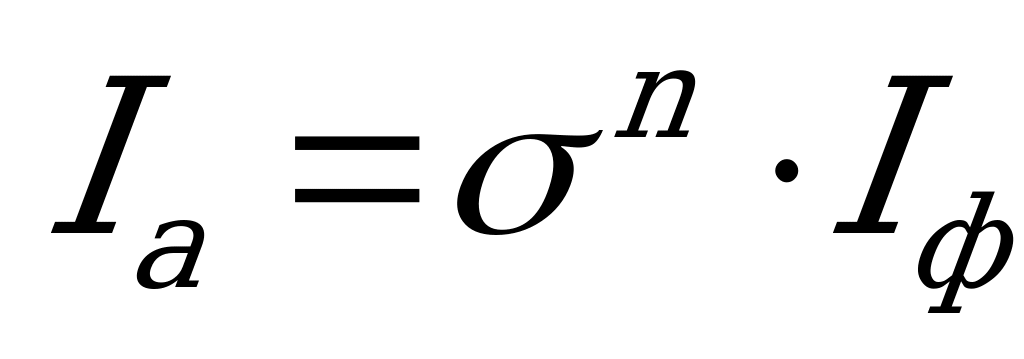 I_a = σ^n · I_ф